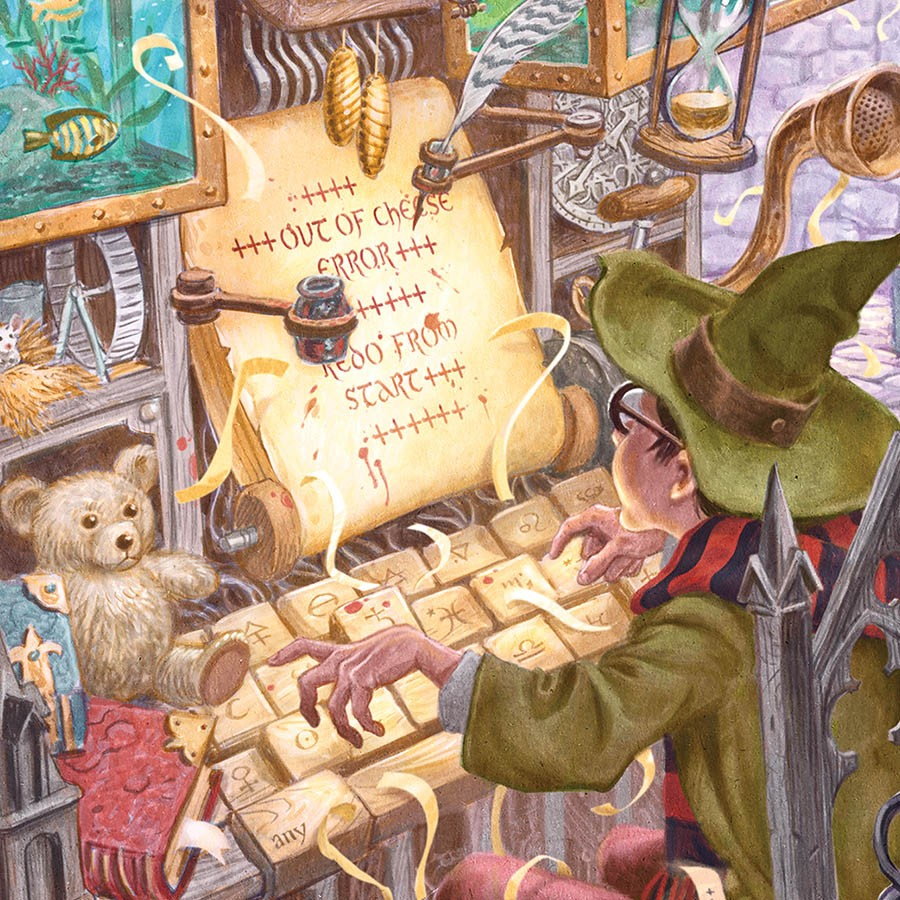 ++++
+++OUT OF CHEESE
ERROR+++
++++++
REDO FROM
START+++
++++++
any